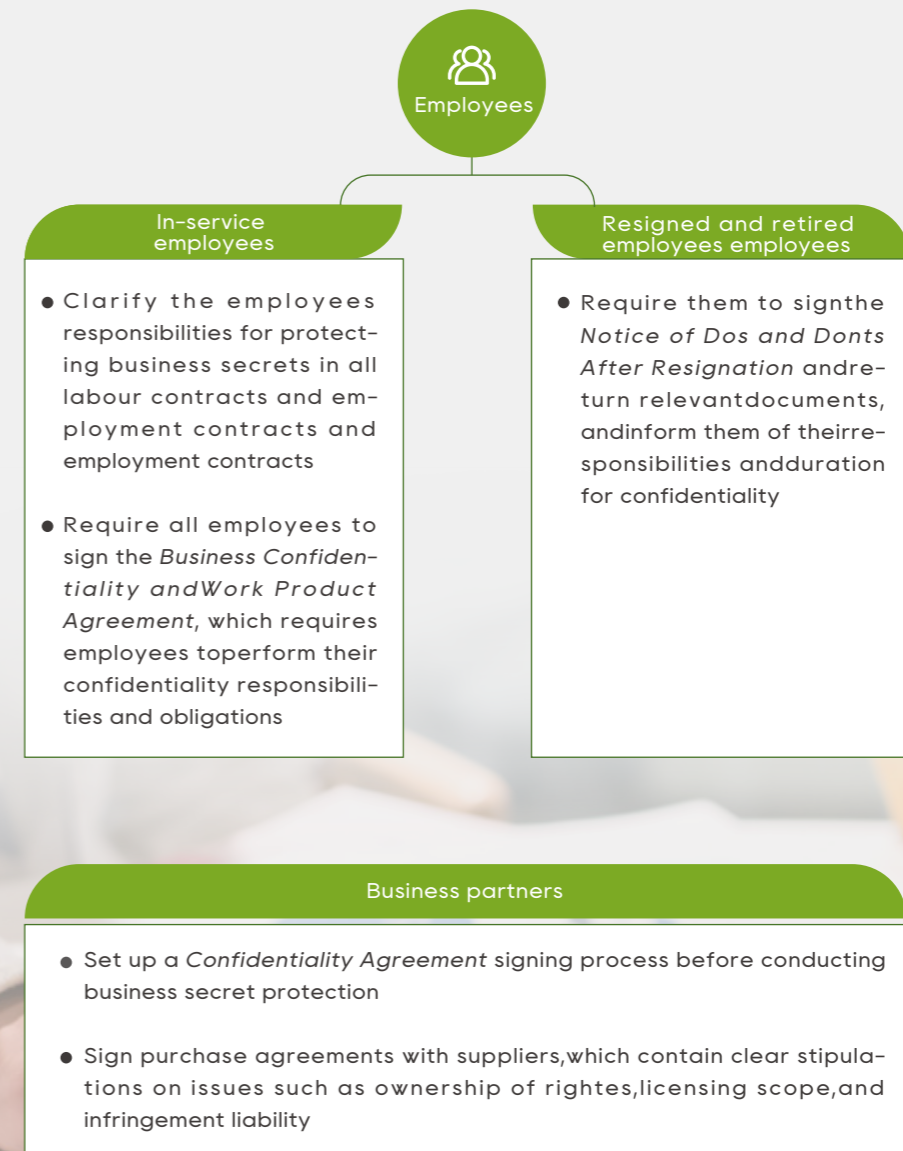 Employees
In-service
employees
● Clarify the employees
responsibilities for protect-
ing business secrets in all
labour contracts and em-
ployment contracts and
employment contracts
● Require all employees to
sign the Business Confiden-
tiality andWork Product
Agreement, which requires
employees toperform their
confidentiality responsibili-
ties and obligations
Resigned and retired
employees employees
● Require them to signthe
Notice of Dos and Donts
After Resignation andre-
turn relevantdocuments,
andinform them of theirre-
sponsibilities andduration
for confidentiality
Business partners
● Set up a Confidentiality Agreement signing process before conducting
business secret protection
● Sign purchase agreements with suppliers,which contain clear stipula-
tions on issues such as ownership of rightes,licensing scope,and
infringement liability